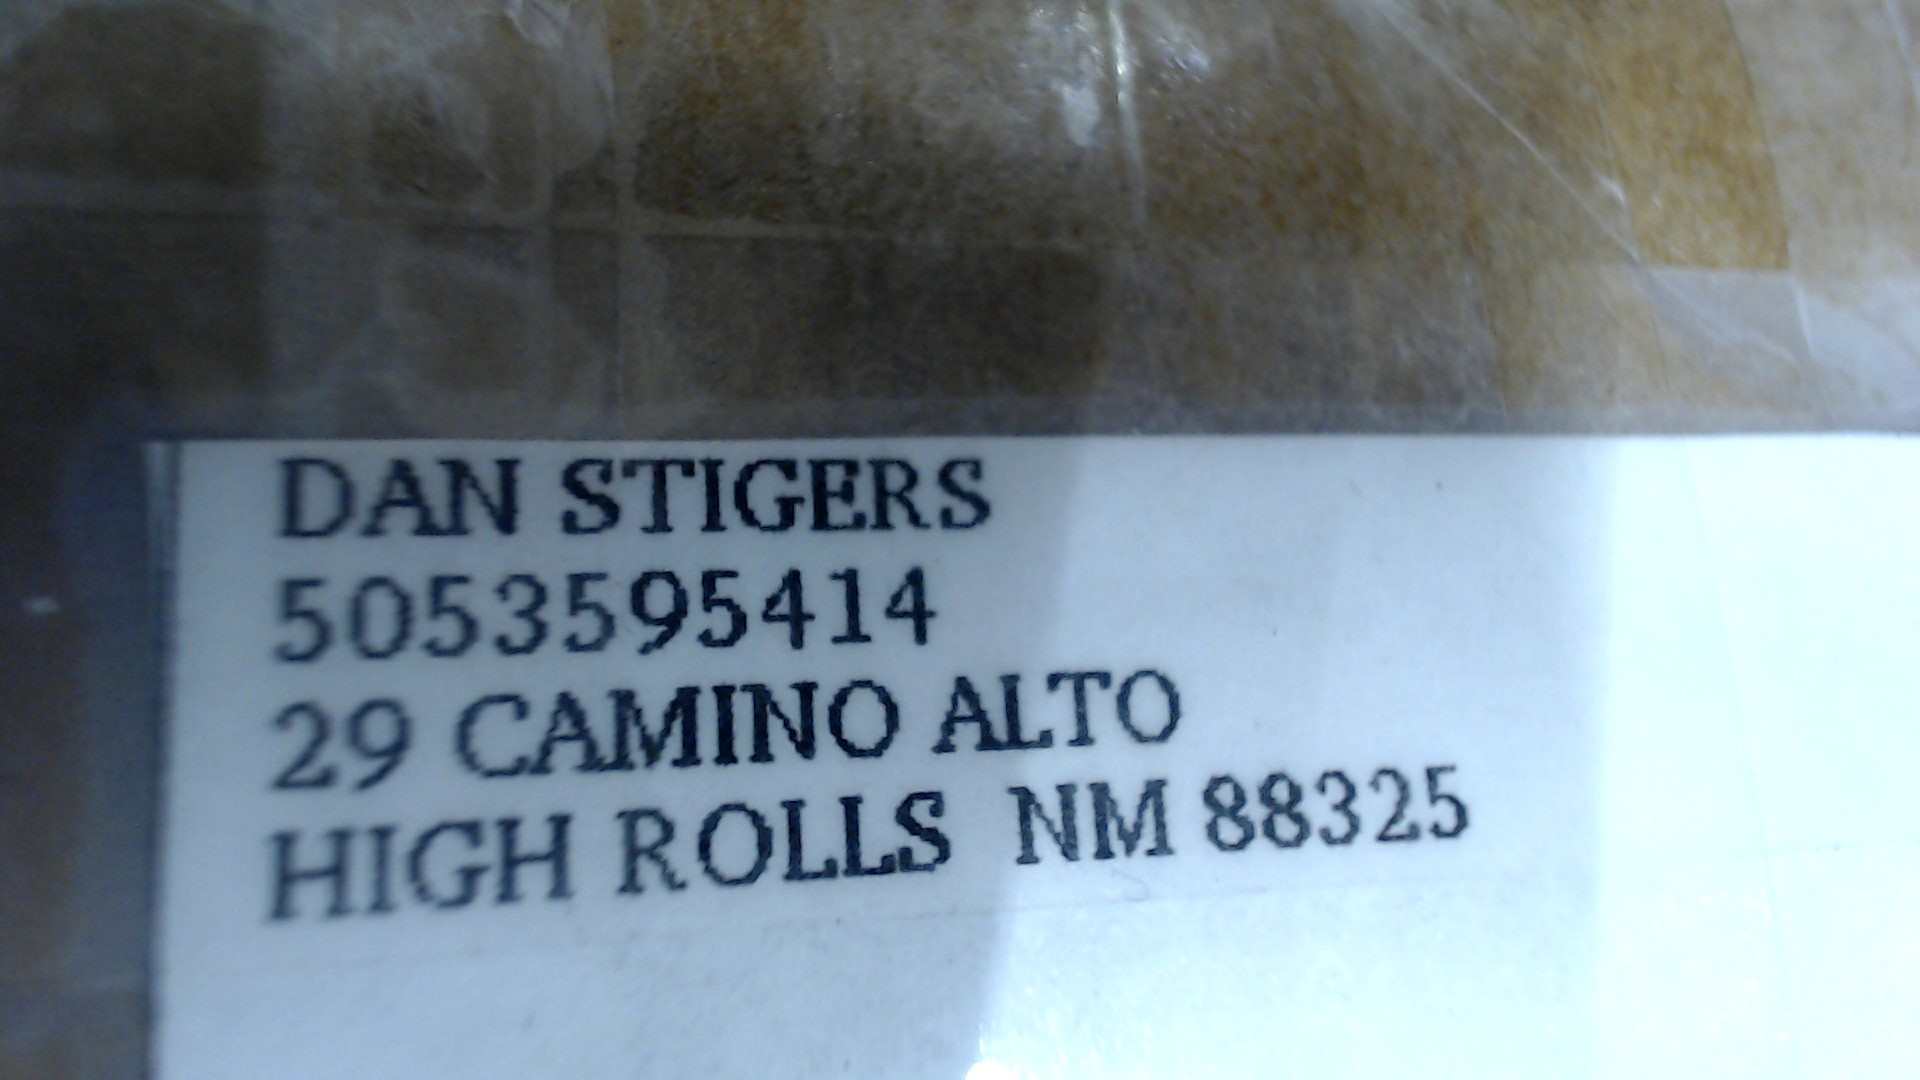 DAN STIGERS
5053595414
29 CAMINO ALTO
HIGH ROLLS NM 88325